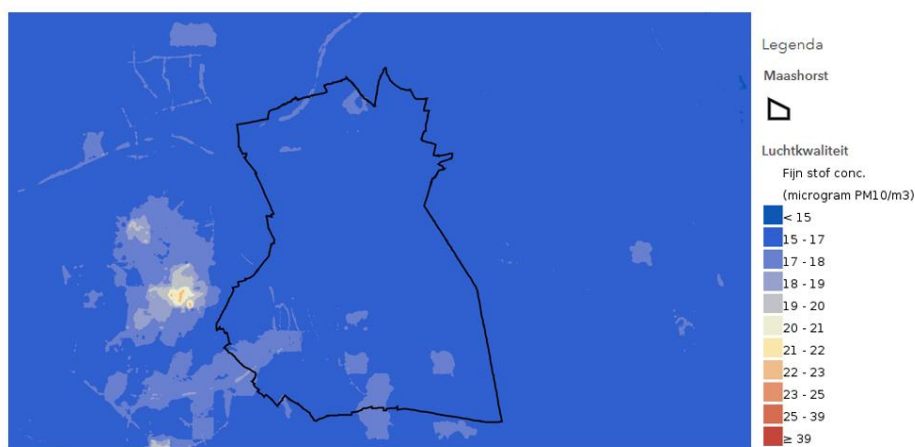 Legenda
Maashorst
Luchtkwaliteit
Fijn stof conc.
(microgram PM10/m3)
< 15
15 - 17
17 - 18
18 - 19
19 - 20
20 - 21
21 - 22
22 - 23
23 - 25
25 - 39
≥ 39